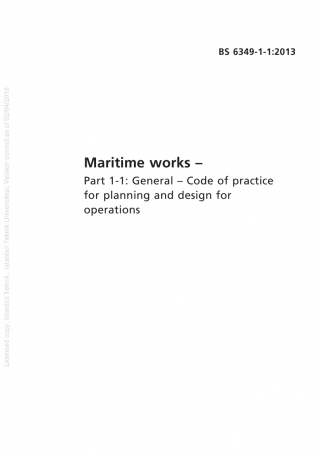 BS 6349-1-1:2013
Maritime works –
Part 1-1: General – Code of practice
for planning and design for
operations
Licensed copy: Istanbul Teknik , Istanbul Teknik Universitesi, Version correct as of 02/04/2018